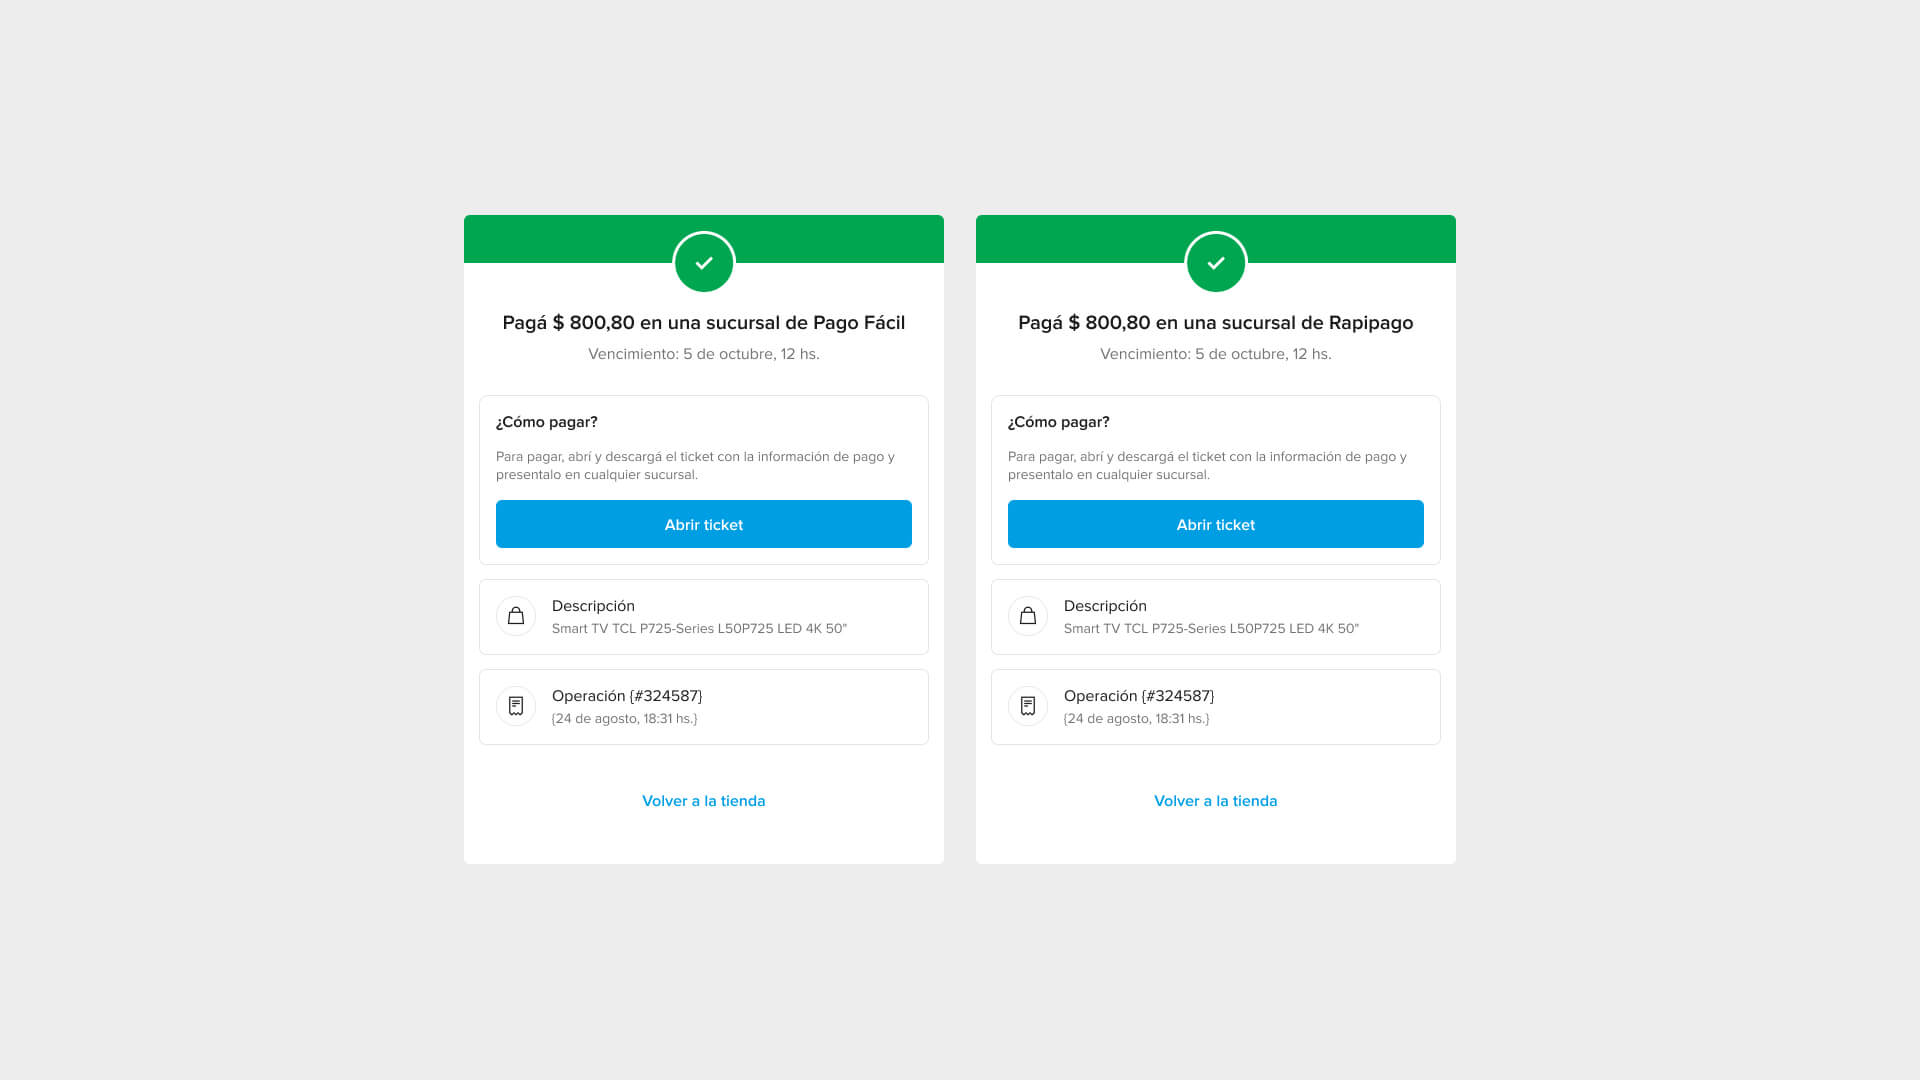 Pagá $ 800,80 en una sucursal de Pago Fácil
Vencimiento: 5 de octubre, 12 hs.
¿Cómo pagar?
Para pagar, abrí y descargá el ticket con la información de pago y
presentalo en cualquier sucursal.
Abrir ticket
Descripción
Smart TV TCL P725-Series L50P725 LED 4K 50"
Operación {#324587}
{24 de agosto, 18:31 hs.}
Volver a la tienda
Pagá $ 800,80 en una sucursal de Rapipago
Vencimiento: 5 de octubre, 12 hs.
¿Cómo pagar?
Para pagar, abrí y descargá el ticket con la información de pago y
presentalo en cualquier sucursal.
Abrir ticket
Descripción
Smart TV TCL P725-Series L50P725 LED 4K 50"
Operación {#324587}
{24 de agosto, 18:31 hs.}
Volver a la tienda